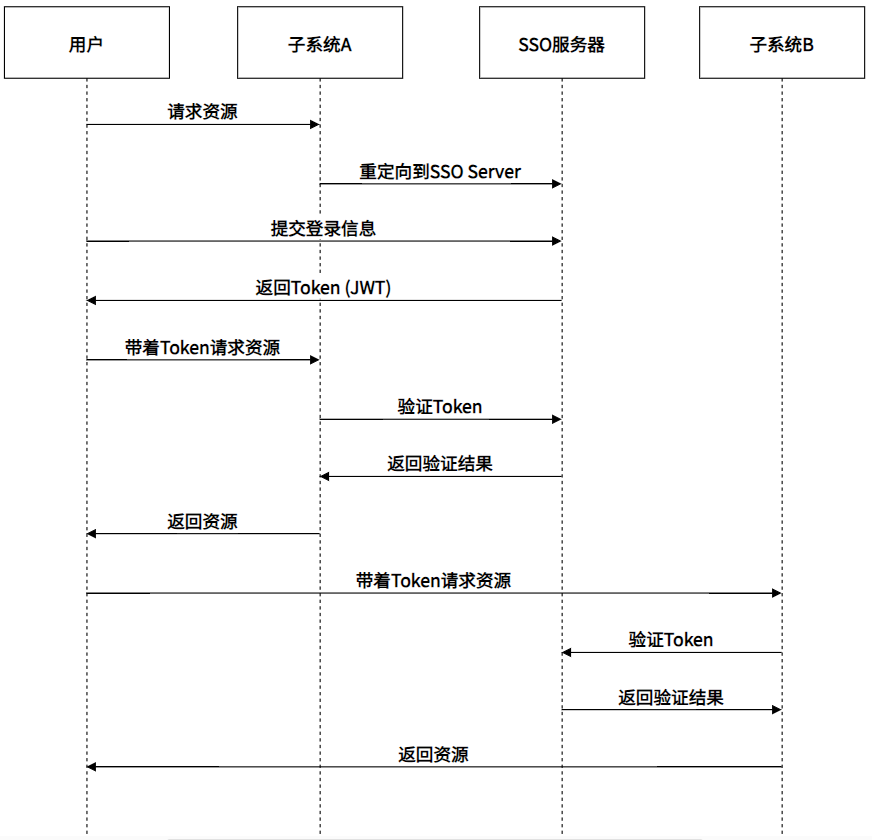 用户
子系统A
SSO服务器
子系统B
请求资源
重定向到SSO Server
提交登录信息
返回Token (JWT)
带着Token请求资源
验证Token
返回验证结果
返回资源
带着Token请求资源
验证Token
返回验证结果
返回资源